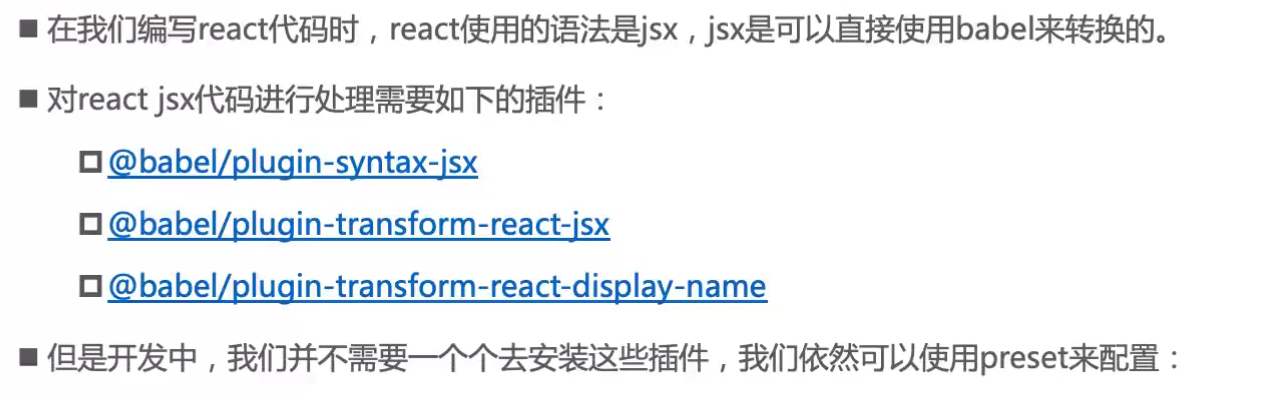 ■ 在我们编写react代码时，react使用的语法是jsx，jsx是可以直接使用babel来转换的。
■ 对react jsx代码进行处理需要如下的插件：
□ @babel/plugin-syntax-jsx
□ @babel/plugin-transform-react-jsx
□ @babel/plugin-transform-react-display-name
■ 但是开发中，我们并不需要一个个去安装这些插件，我们依然可以使用preset来配置：